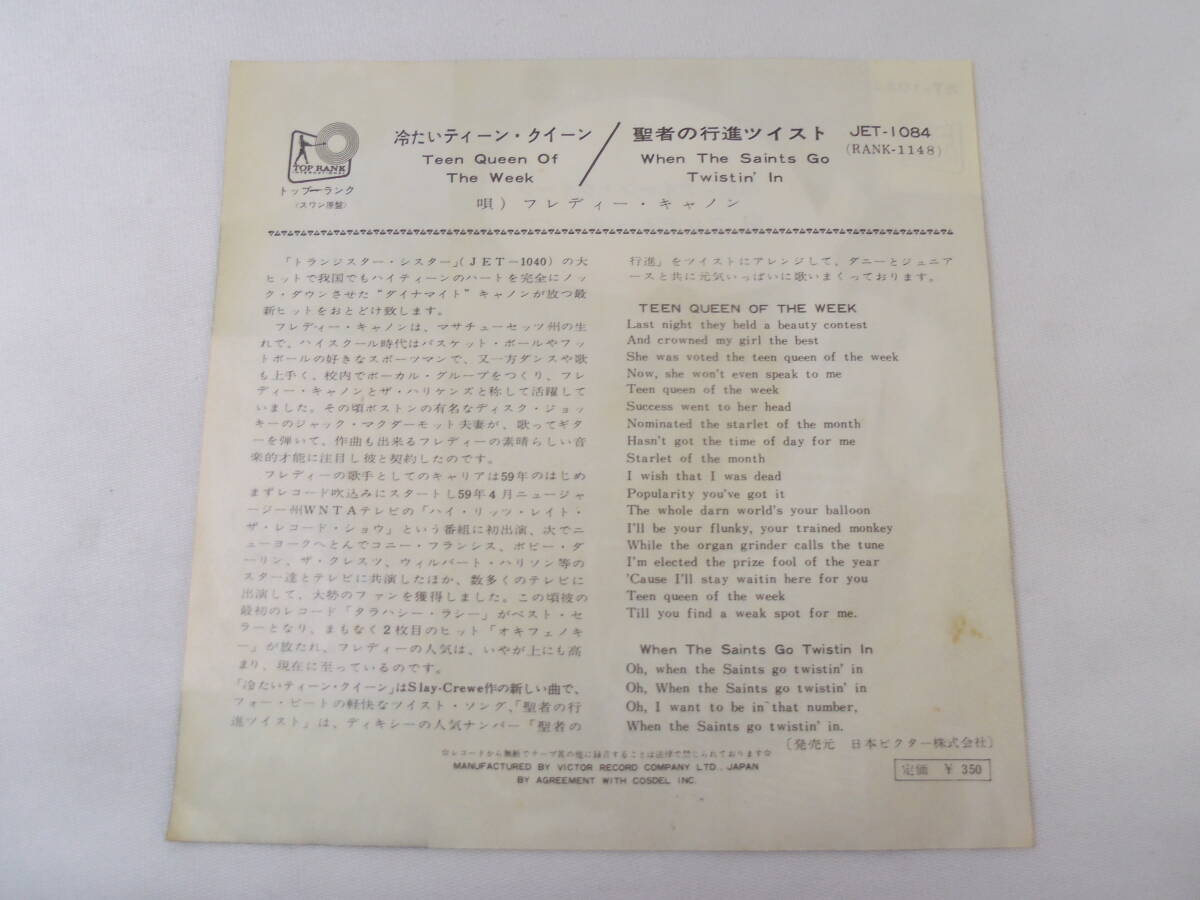 TOP RANK
INTERNATIONAL
トップ－ランク
(スワン原盤)
冷たいティーン・クイーン
Teen Queen Of
The Week
聖者の行進ツイスト
When The Saints Go
Twistin' In
JET-1084
(RANK-1148)
唄) フレディー・キャノン
「トランジスター・シスター」(JET－1040) の大
ヒットで我国でもハイティーンのハートを完全にノッ
ク・ダウンさせた“ダイナマイト”キャノンが放つ最
新ヒットをおとどけ致します。
フレディー・キャノンは、マサチューセッツ州の生
れで、ハイスクール時代はバスケット・ボールやフッ
トボールの好きなスポーツマンで、又一方ダンスや歌
も上手く、校内でボーカル・グループをつくり、フレ
ディー・キャノンとザ・ハリケンズと称して活躍して
いました。その頃ボストンの有名なディスク・ジョッ
キーのジャック・マクダーモット夫妻が、歌ってギタ
ーを弾いて、作曲も出来るフレディーの素晴らしい音
楽的才能に注目し彼と契約したのです。
フレディーの歌手としてのキャリアは59年のはじめ
まずレコード吹込みにスタートし59年4月ニュージャ
ージー州WNTAテレビの「ハイ・リッツ・レイト・
ザ・レコード・ショウ」という番組に初出演、次でニ
ューヨークへとんでコニー・フランシス、ボビー・ダ
ーリン、ザ・クレスツ、ウィルバート・ハリソン等の
スター達とテレビに共演したほか、数多くのテレビに
出演して、大勢のファンを獲得しました。この頃彼の
最初のレコード「タラハシー・ラシー」がベスト・セ
ラーとなり、まもなく2枚目のヒット「オキフェノキ
ー」が放たれ、フレディーの人気は、いやが上にも高
まり、現在に至っているのです。
「冷たいティーン・クイーン」はSlay-Crewe作の新しい曲で、
フォー・ビートの軽快なツイスト・ソング、「聖者の行
進ツイスト」は、ディキシーの人気ナンバー「聖者の
行進」をツイストにアレンジして、ダニーとジュニア
ースと共に元気いっぱいに歌いまくっております。
TEEN QUEEN OF THE WEEK
Last night they held a beauty contest
And crowned my girl the best
She was voted the teen queen of the week
Now, she won't even speak to me
Teen queen of the week
Success went to her head
Nominated the starlet of the month
Hasn't got the time of day for me
Starlet of the month
I wish that I was dead
Popularity you've got it
The whole darn world's your balloon
I'll be your flunky, your trained monkey
While the organ grinder calls the tune
I'm elected the prize fool of the year
'Cause I'll stay waitin here for you
Teen queen of the week
Till you find a weak spot for me.
When The Saints Go Twistin In
Oh, when the Saints go twistin' in
Oh, When the Saints go twistin' in
Oh, I want to be in that number,
When the Saints go twistin' in.
〔発売元 日本ビクター株式会社〕
☆レコードから無断でテープ其の他に録音することは法律で禁じられております☆
MANUFACTURED BY VICTOR RECORD COMPANY LTD., JAPAN
BY AGREEMENT WITH COSDEL INC.
定価 ¥ 350